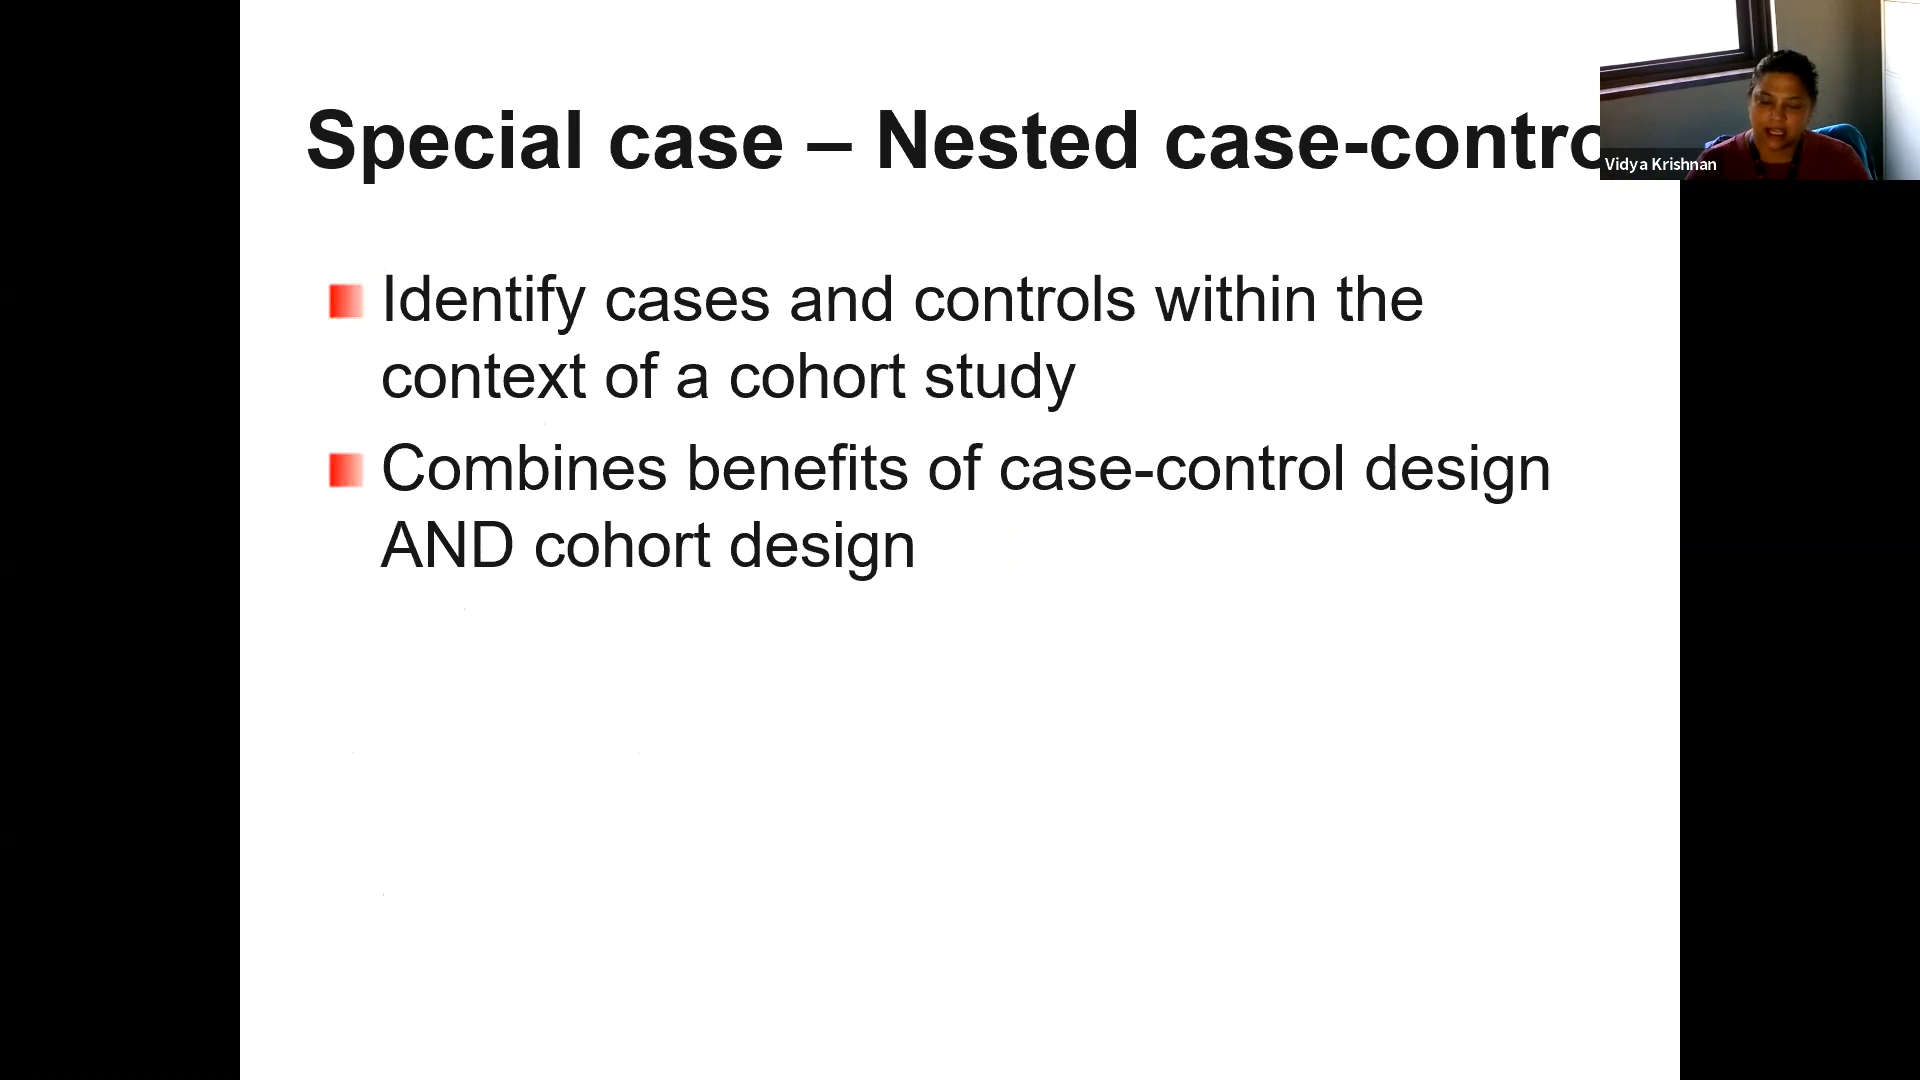 Special case – Nested case-contro
Vidya Krishnan
Identify cases and controls within the
context of a cohort study
Combines benefits of case-control design
AND cohort design